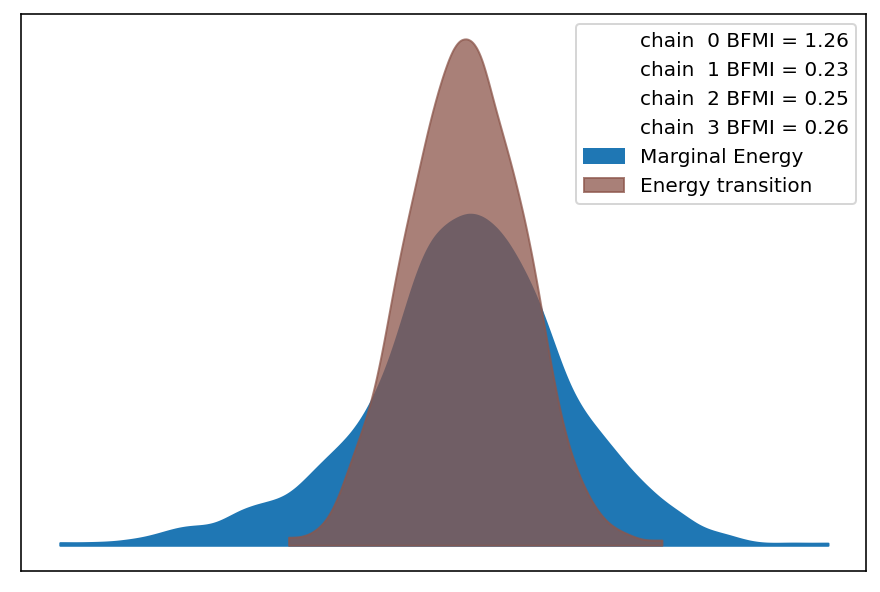 chain  0 BFMI = 1.26
chain  1 BFMI = 0.23
chain  2 BFMI = 0.25
chain  3 BFMI = 0.26
Marginal Energy
Energy transition